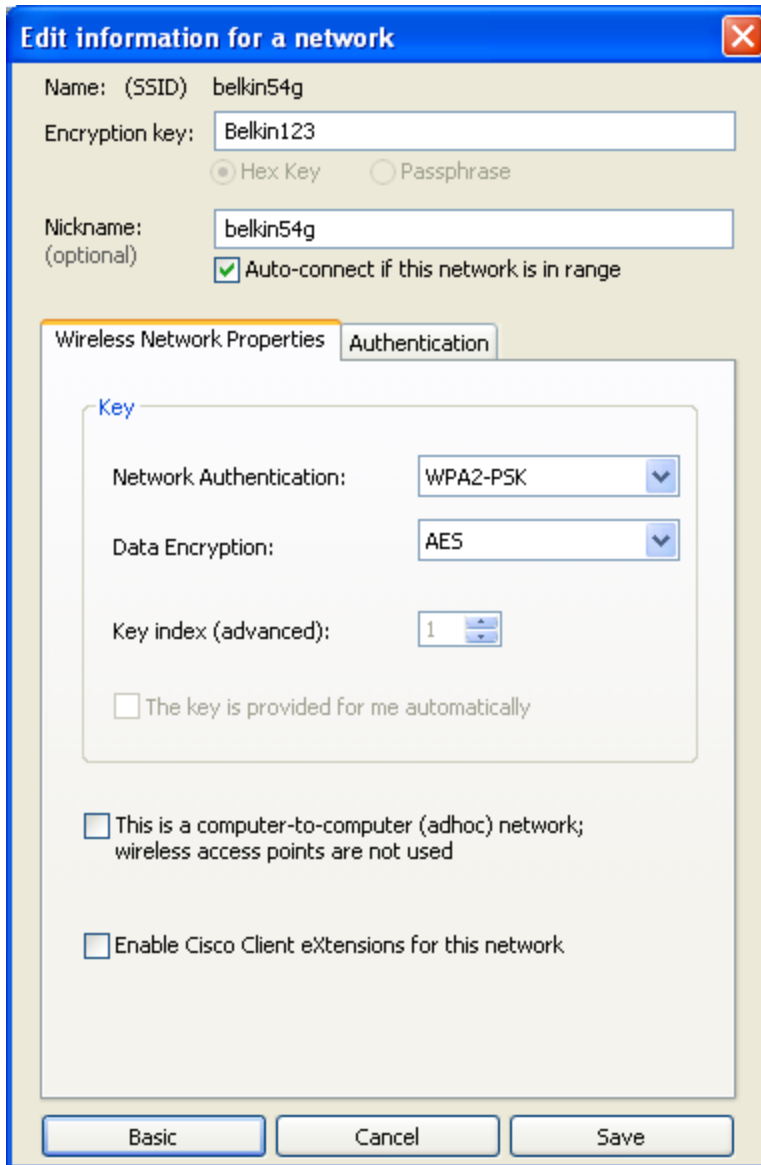 Edit information for a network
Name: (SSID) belkin54g
Encryption key: Belkin123
Hex Key Passphrase
Nickname: belkin54g
(optional)
Auto-connect if this network is in range
Wireless Network Properties Authentication
Key
Network Authentication: WPA2-PSK
Data Encryption: AES
Key index (advanced): 1
The key is provided for me automatically
This is a computer-to-computer (adhoc) network;
wireless access points are not used
Enable Cisco Client eXtensions for this network
Basic Cancel Save